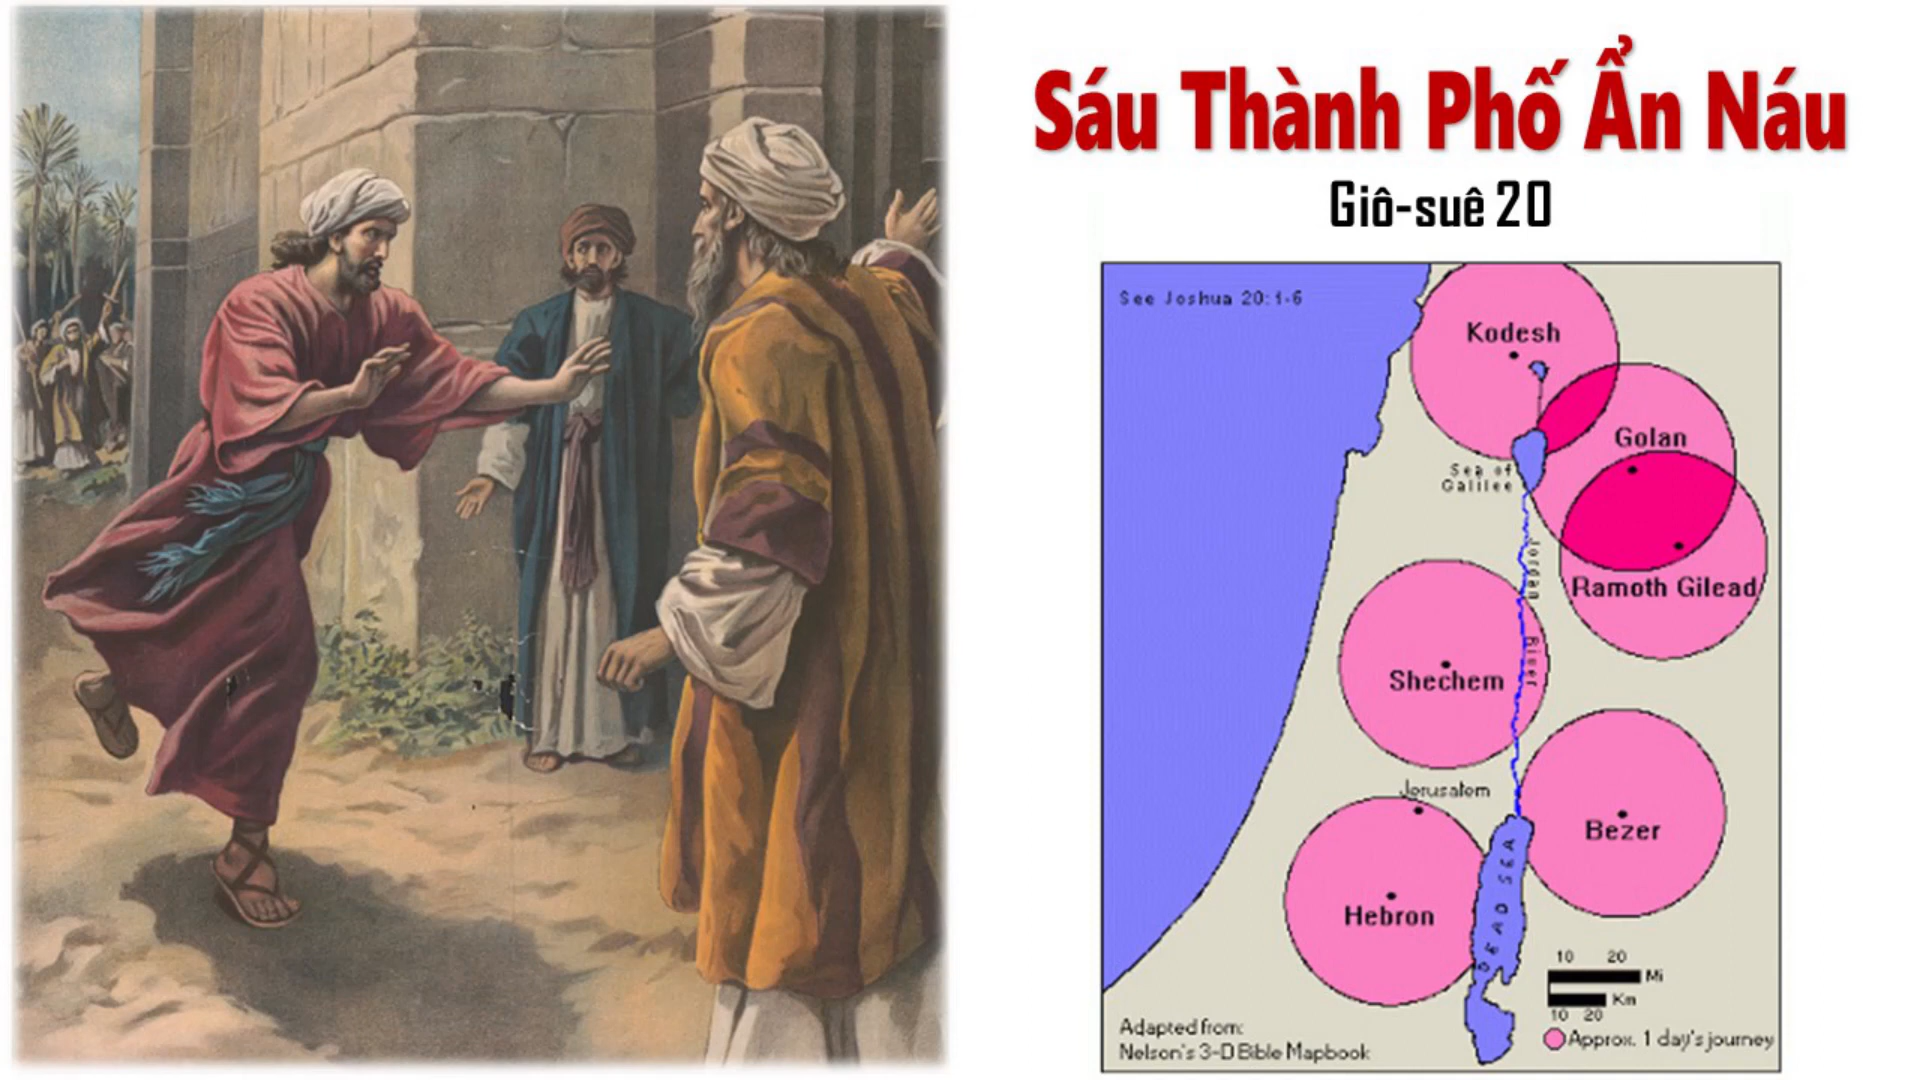 Sáu Thành Phố Ẩn Náu
Giô-suê 20
See Joshua 20:1-6
Kodesh
Golan
Sea of
Galilee
Jordan River
Ramoth Gilead
Shechem
Jerusalem
Bezer
Hebron
DEAD SEA
10 20
Mi
Km
10 20
Adapted from:
Nelson's 3-D Bible Mapbook
Approx. 1 day's journey